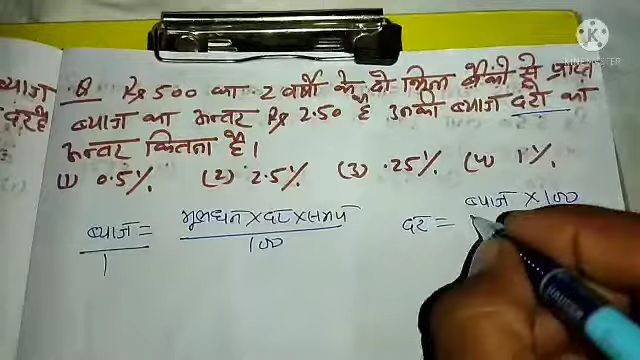 ब्याज
दर है
Q Rs 500 का 2 वर्षों के दो भिन्न बैंकों से प्राप्त
ब्याज का अन्तर Rs 2.50 है उनकी ब्याज दरों का
अन्तर कितना है।
(1) 0.5% (2) 2.5% (3) .25% (4) 1%
ब्याज = मूलधन × दर × समय
1 100
दर = ब्याज × 100
KINEMASTER